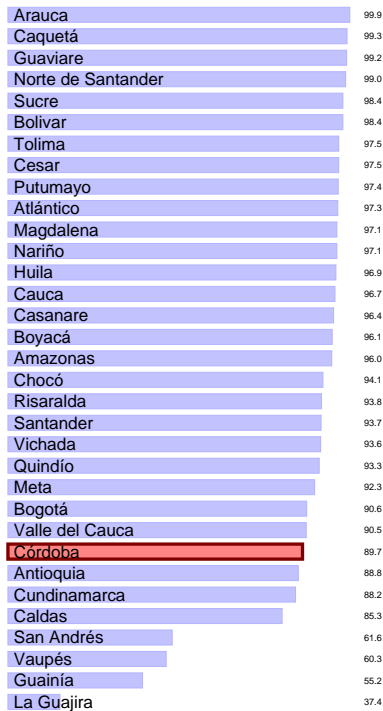 Arauca 99.9
Caquetá 99.3
Guaviare 99.2
Norte de Santander 99.0
Sucre 98.4
Bolivar 98.4
Tolima 97.5
Cesar 97.5
Putumayo 97.4
Atlántico 97.3
Magdalena 97.1
Nariño 97.1
Huila 96.9
Cauca 96.7
Casanare 96.4
Boyacá 96.1
Amazonas 96.0
Chocó 94.1
Risaralda 93.8
Santander 93.7
Vichada 93.6
Quindío 93.3
Meta 92.3
Bogotá 90.6
Valle del Cauca 90.5
Córdoba 89.7
Antioquia 88.8
Cundinamarca 88.2
Caldas 85.3
San Andrés 61.6
Vaupés 60.3
Guainía 55.2
La Guajira 37.4